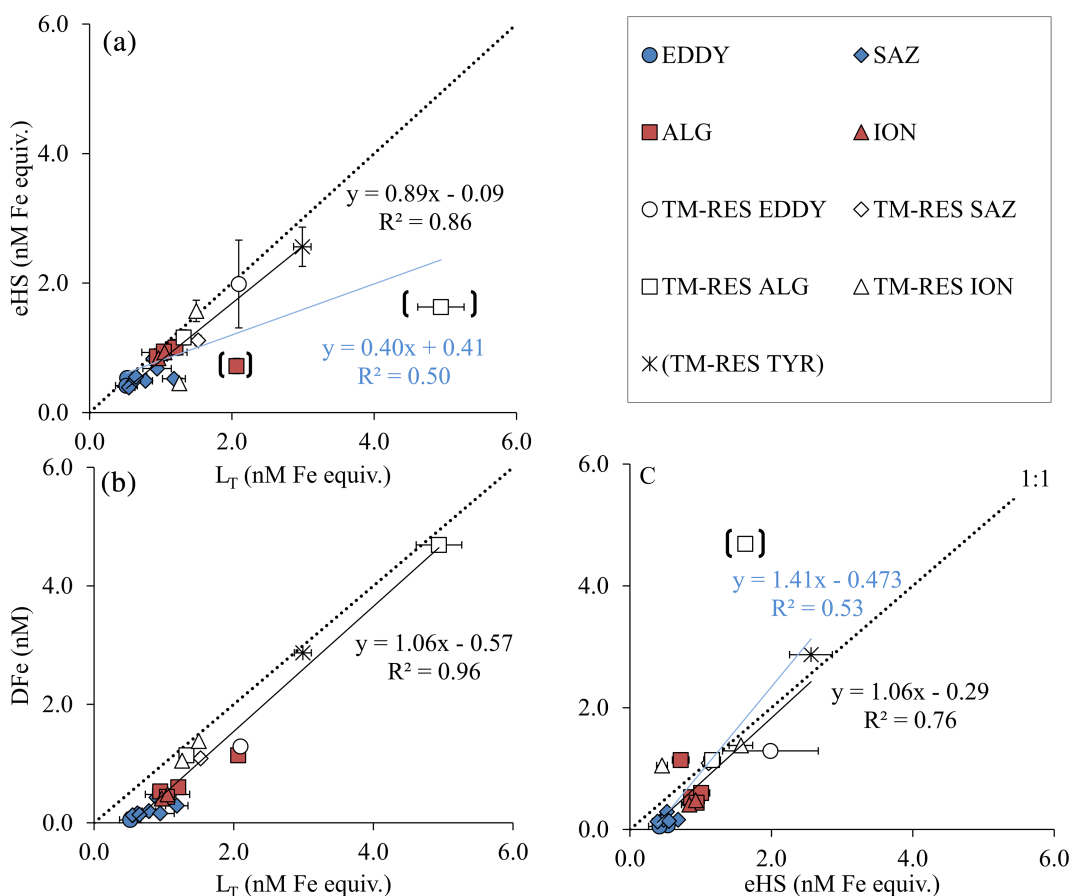 (a)
6.0
4.0
2.0
0.0
eHS (nM Fe equiv.)
y = 0.89x - 0.09
R² = 0.86
y = 0.40x + 0.41
R² = 0.50
0.0 2.0 4.0 6.0
L_T (nM Fe equiv.)
EDDY SAZ
ALG ION
TM-RES EDDY TM-RES SAZ
TM-RES ALG TM-RES ION
(TM-RES TYR)
(b)
6.0
4.0
2.0
0.0
DFe (nM)
y = 1.06x - 0.57
R² = 0.96
0.0 2.0 4.0 6.0
L_T (nM Fe equiv.)
C
1:1
6.0
4.0
2.0
0.0
y = 1.41x - 0.473
R² = 0.53
y = 1.06x - 0.29
R² = 0.76
0.0 2.0 4.0 6.0
eHS (nM Fe equiv.)